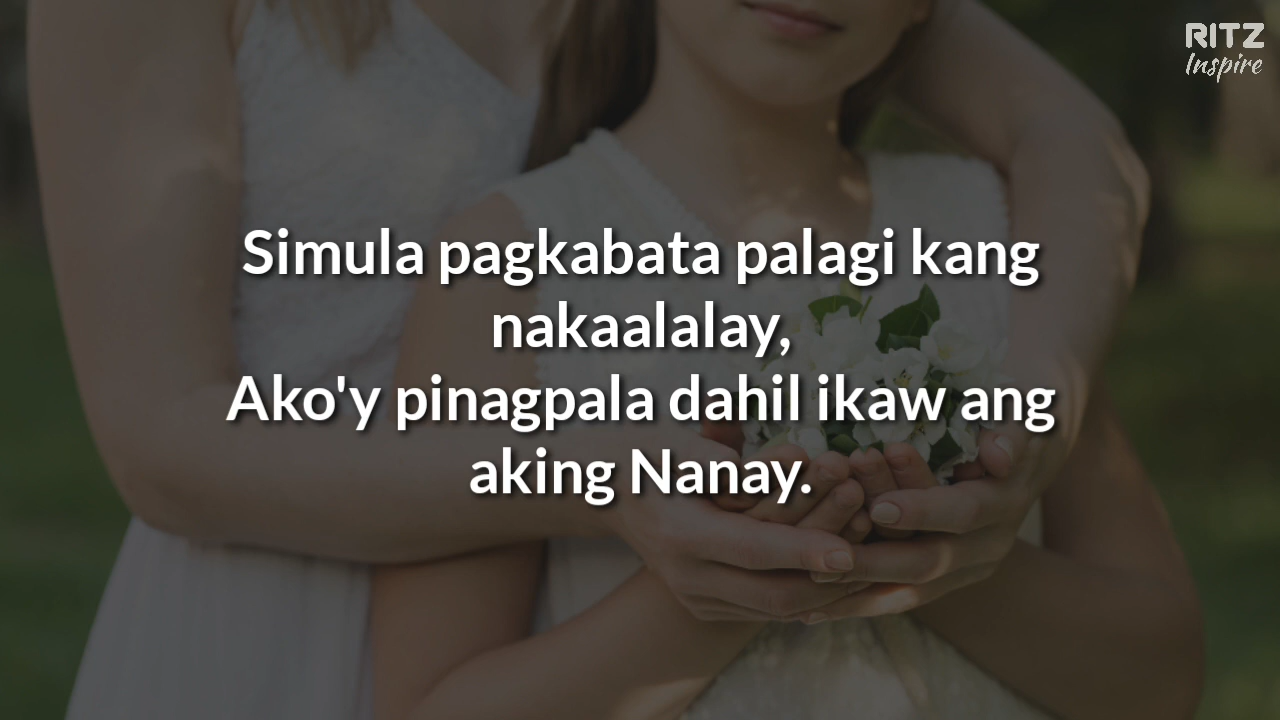 RITZ
Inspire
Simula pagkabata palagi kang
nakaalalay,
Ako'y pinagpala dahil ikaw ang
aking Nanay.